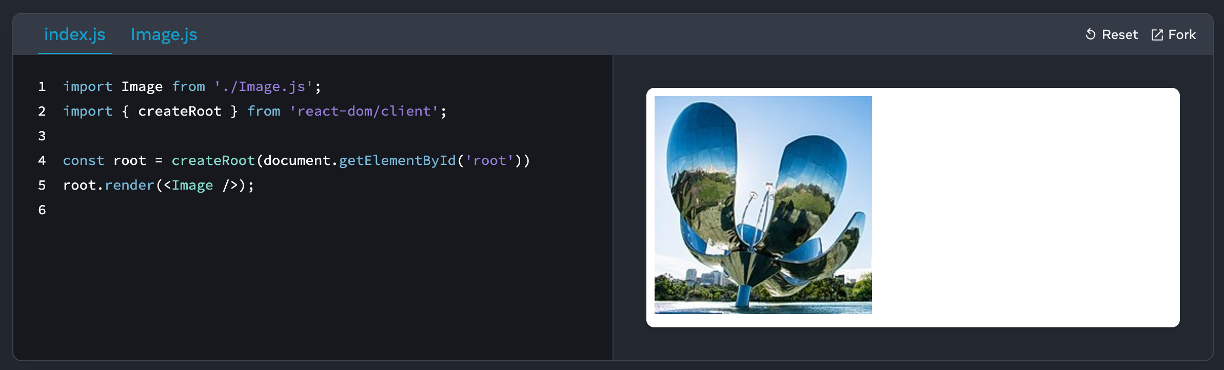 index.js Image.js Reset Fork
1 import Image from './Image.js';
2 import { createRoot } from 'react-dom/client';
3
4 const root = createRoot(document.getElementById('root'))
5 root.render(<Image />);
6